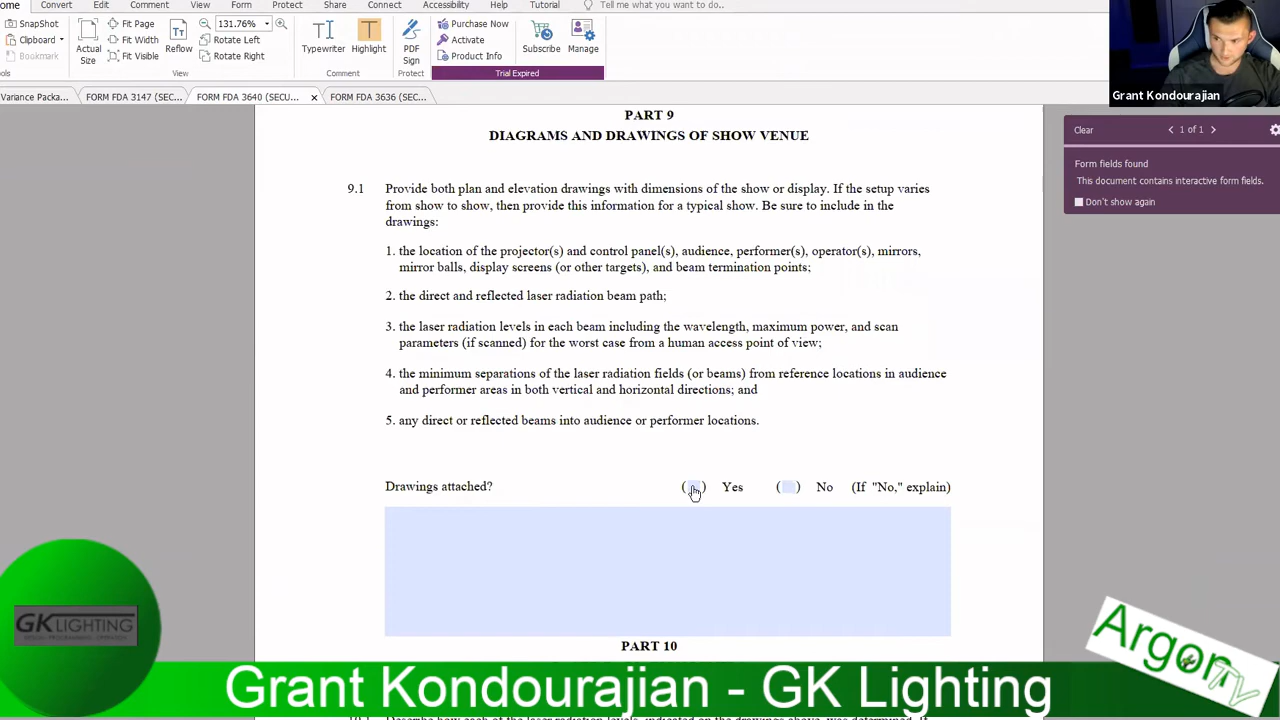 ome Convert Edit Comment View Form Protect Share Connect Accessibility Help Tutorial Tell me what you want to do..
SnapShot Fit Page 131.76% Purchase Now
Clipboard Fit Width Rotate Left Activate
Bookmark Fit Visible Rotate Right Product Info
Actual Size Reflow Typewriter Highlight PDF Sign Subscribe Manage
ols View Comment Protect Trial Expired
Grant Kondourajian
Variance Packa... FORM FDA 3147 (SEC... FORM FDA 3640 (SECU... × FORM FDA 3636 (SEC...
Clear 1 of 1
Form fields found
This document contains interactive form fields.
Don't show again
PART 9
DIAGRAMS AND DRAWINGS OF SHOW VENUE
9.1 Provide both plan and elevation drawings with dimensions of the show or display. If the setup varies
from show to show, then provide this information for a typical show. Be sure to include in the
drawings:
1. the location of the projector(s) and control panel(s), audience, performer(s), operator(s), mirrors,
mirror balls, display screens (or other targets), and beam termination points;
2. the direct and reflected laser radiation beam path;
3. the laser radiation levels in each beam including the wavelength, maximum power, and scan
parameters (if scanned) for the worst case from a human access point of view;
4. the minimum separations of the laser radiation fields (or beams) from reference locations in audience
and performer areas in both vertical and horizontal directions; and
5. any direct or reflected beams into audience or performer locations.
Drawings attached? ( ) Yes ( ) No (If "No," explain)
PART 10
GK LIGHTING
Grant Kondourajian - GK Lighting
Argon TV